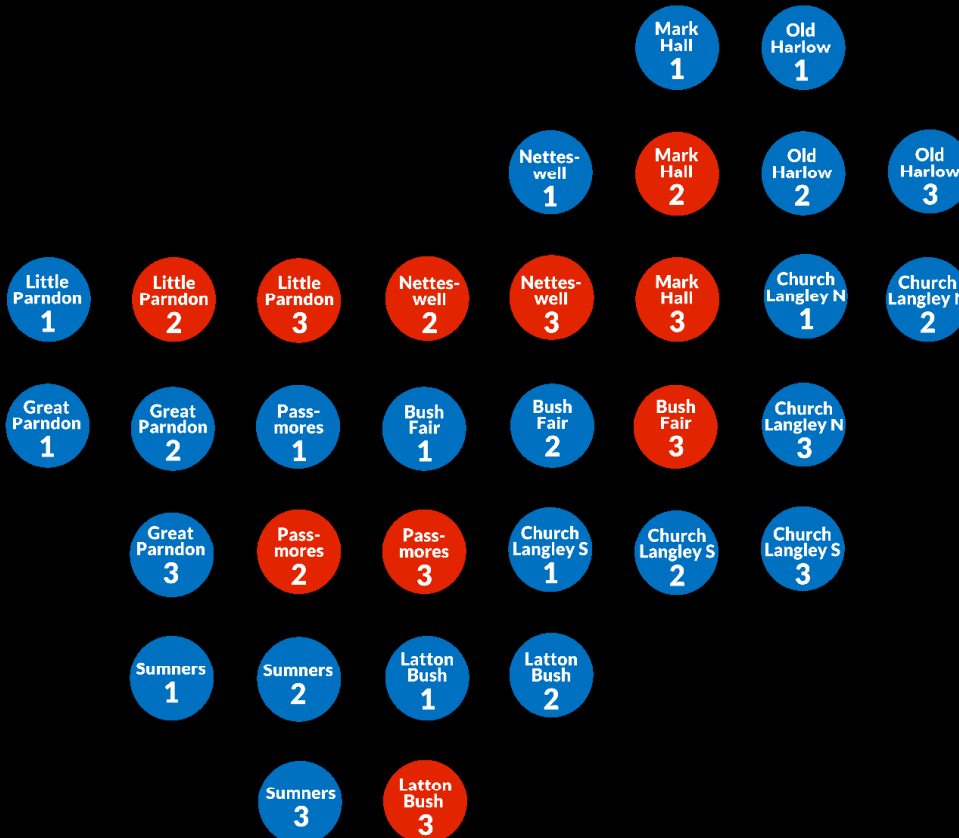 Mark
Hall
1
Old
Harlow
1
Nettes-
well
1
Mark
Hall
2
Old
Harlow
2
Old
Harlow
3
Little
Parndon
1
Little
Parndon
2
Little
Parndon
3
Nettes-
well
2
Nettes-
well
3
Mark
Hall
3
Church
Langley N
1
Church
Langley N
2
Great
Parndon
1
Great
Parndon
2
Pass-
mores
1
Bush
Fair
1
Bush
Fair
2
Bush
Fair
3
Church
Langley N
3
Great
Parndon
3
Pass-
mores
2
Pass-
mores
3
Church
Langley S
1
Church
Langley S
2
Church
Langley S
3
Sumners
1
Sumners
2
Latton
Bush
1
Latton
Bush
2
Sumners
3
Latton
Bush
3